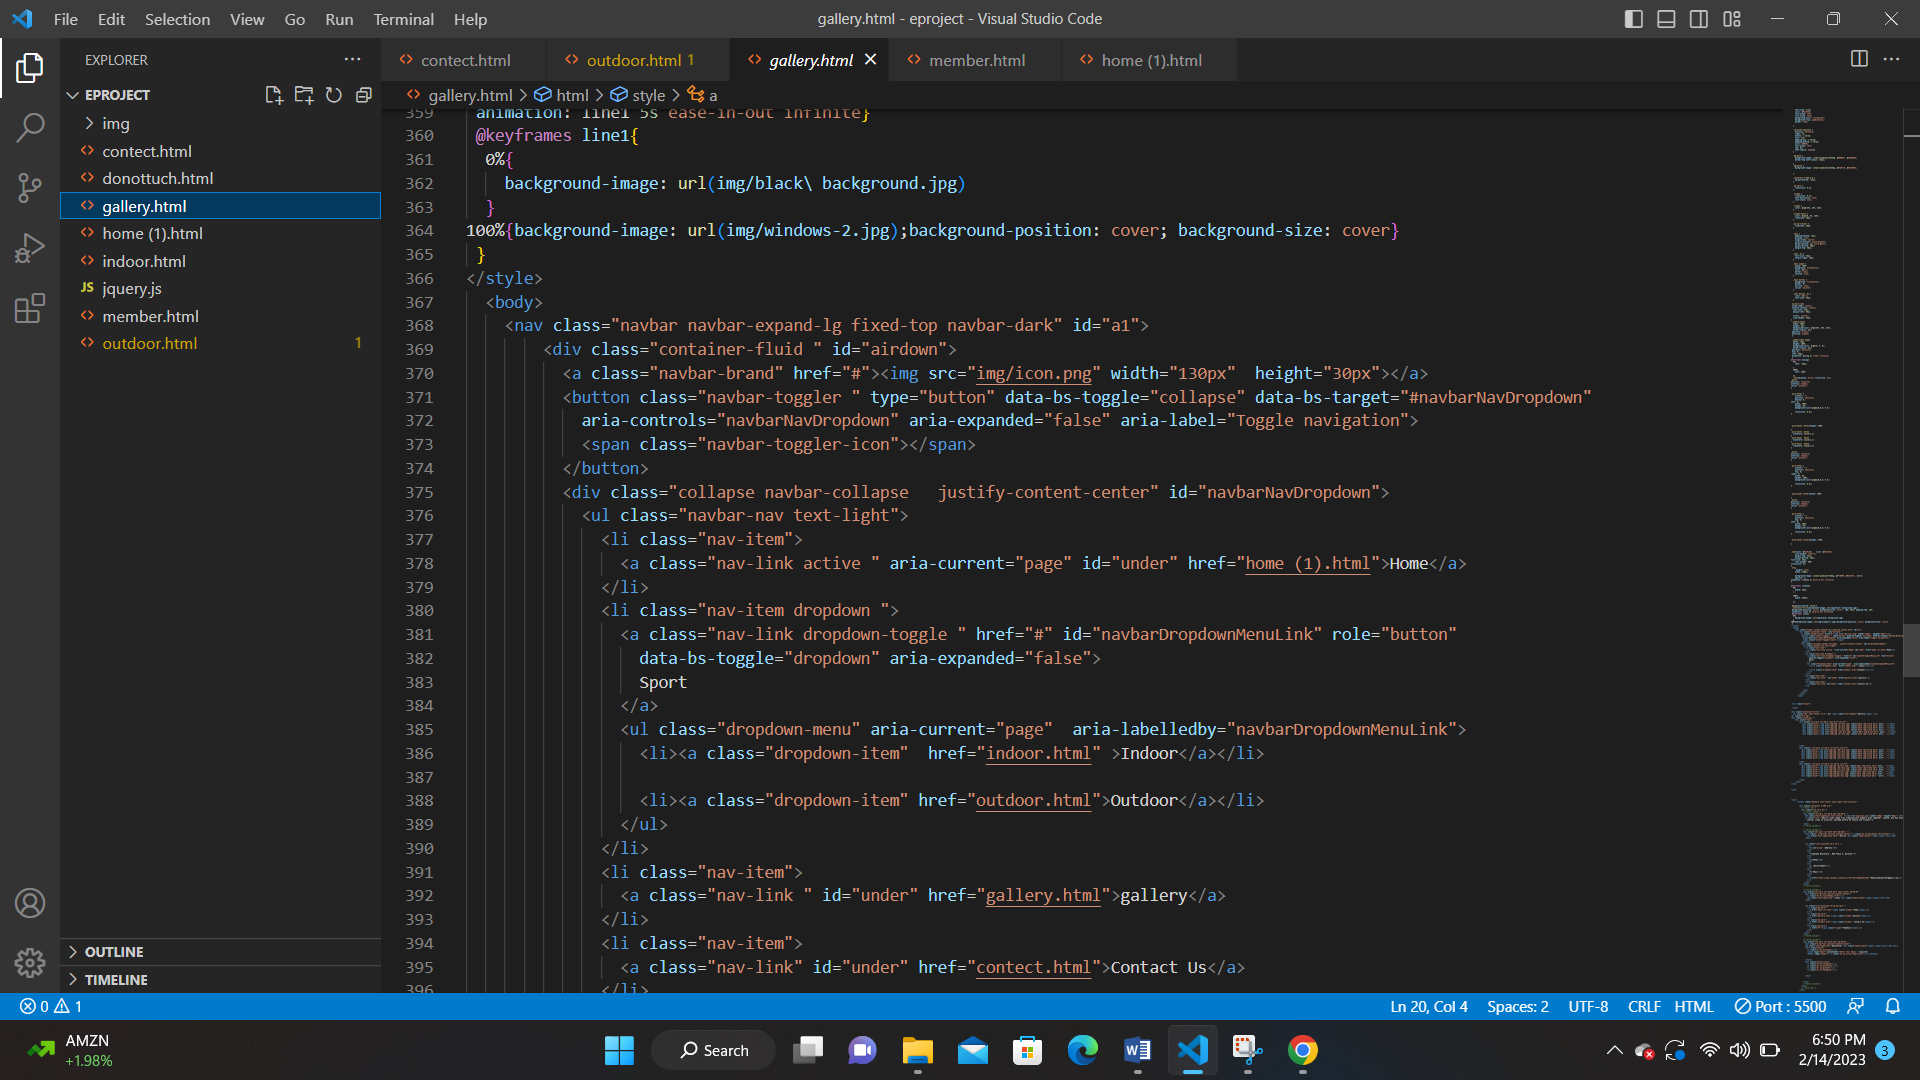 File Edit Selection View Go Run Terminal Help
gallery.html - eproject - Visual Studio Code
EXPLORER
EPROJECT
img
contect.html
donottuch.html
gallery.html
home (1).html
indoor.html
JS jquery.js
member.html
outdoor.html 1
OUTLINE
TIMELINE
contect.html
outdoor.html 1
gallery.html
member.html
home (1).html
gallery.html > html > style > a
359 animation: line1 5s ease-in-out infinite}
360 @keyframes line1{
361 0%{
362 background-image: url(img/black\ background.jpg)
363 }
364 100%{background-image: url(img/windows-2.jpg);background-position: cover; background-size: cover}
365 }
366 </style>
367 <body>
368 <nav class="navbar navbar-expand-lg fixed-top navbar-dark" id="a1">
369 <div class="container-fluid " id="airdown">
370 <a class="navbar-brand" href="#"><img src="img/icon.png" width="130px"  height="30px"></a>
371 <button class="navbar-toggler " type="button" data-bs-toggle="collapse" data-bs-target="#navbarNavDropdown"
372 aria-controls="navbarNavDropdown" aria-expanded="false" aria-label="Toggle navigation">
373 <span class="navbar-toggler-icon"></span>
374 </button>
375 <div class="collapse navbar-collapse   justify-content-center" id="navbarNavDropdown">
376 <ul class="navbar-nav text-light">
377 <li class="nav-item">
378 <a class="nav-link active " aria-current="page" id="under" href="home (1).html">Home</a>
379 </li>
380 <li class="nav-item dropdown ">
381 <a class="nav-link dropdown-toggle " href="#" id="navbarDropdownMenuLink" role="button"
382 data-bs-toggle="dropdown" aria-expanded="false">
383 Sport
384 </a>
385 <ul class="dropdown-menu" aria-current="page"  aria-labelledby="navbarDropdownMenuLink">
386 <li><a class="dropdown-item"  href="indoor.html" >Indoor</a></li>
387
388 <li><a class="dropdown-item" href="outdoor.html">Outdoor</a></li>
389 </ul>
390 </li>
391 <li class="nav-item">
392 <a class="nav-link " id="under" href="gallery.html">gallery</a>
393 </li>
394 <li class="nav-item">
395 <a class="nav-link" id="under" href="contect.html">Contact Us</a>
396 </li>
0 1
Ln 20, Col 4 Spaces: 2 UTF-8 CRLF HTML Port : 5500
AMZN
+1.98%
Search
6:50 PM
2/14/2023
3